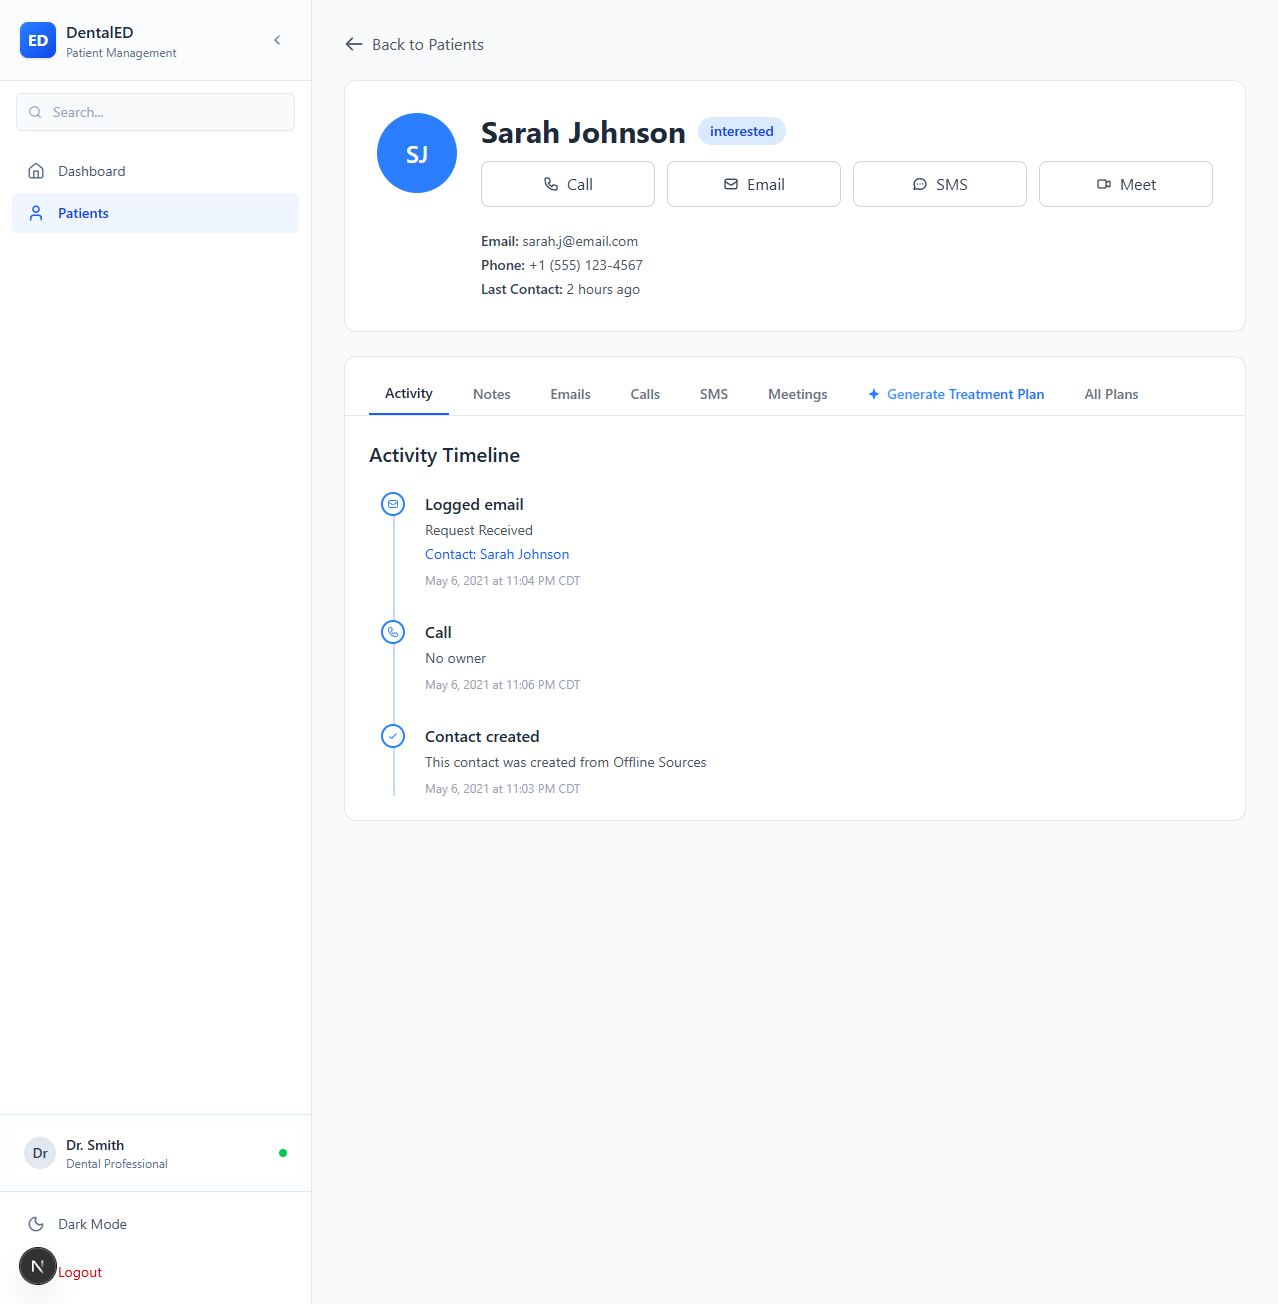 ED
DentalED
Patient Management
Search...
Dashboard
Patients
Dr
Dr. Smith
Dental Professional
Dark Mode
N
Logout
Back to Patients
SJ
Sarah Johnson
interested
Call
Email
SMS
Meet
Email: sarah.j@email.com
Phone: +1 (555) 123-4567
Last Contact: 2 hours ago
Activity
Notes
Emails
Calls
SMS
Meetings
Generate Treatment Plan
All Plans
Activity Timeline
Logged email
Request Received
Contact: Sarah Johnson
May 6, 2021 at 11:04 PM CDT
Call
No owner
May 6, 2021 at 11:06 PM CDT
Contact created
This contact was created from Offline Sources
May 6, 2021 at 11:03 PM CDT